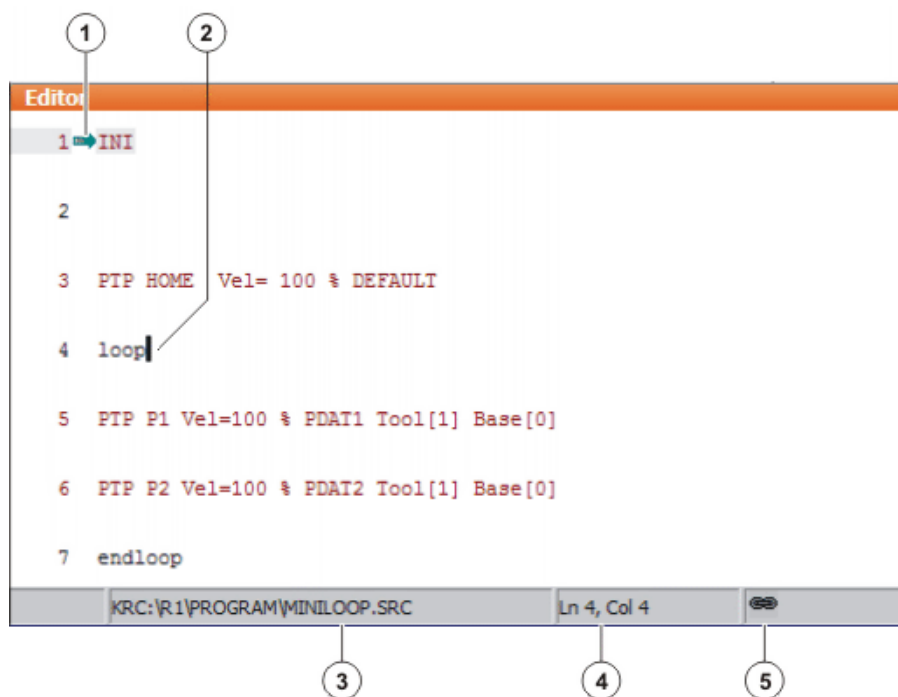 1 2
Editor
1 INI
2
3 PTP HOME Vel= 100 % DEFAULT
4 loop
5 PTP P1 Vel=100 % PDAT1 Tool[1] Base[0]
6 PTP P2 Vel=100 % PDAT2 Tool[1] Base[0]
7 endloop
KRC:\R1\PROGRAM\MINILOOP.SRC Ln 4, Col 4
3 4 5